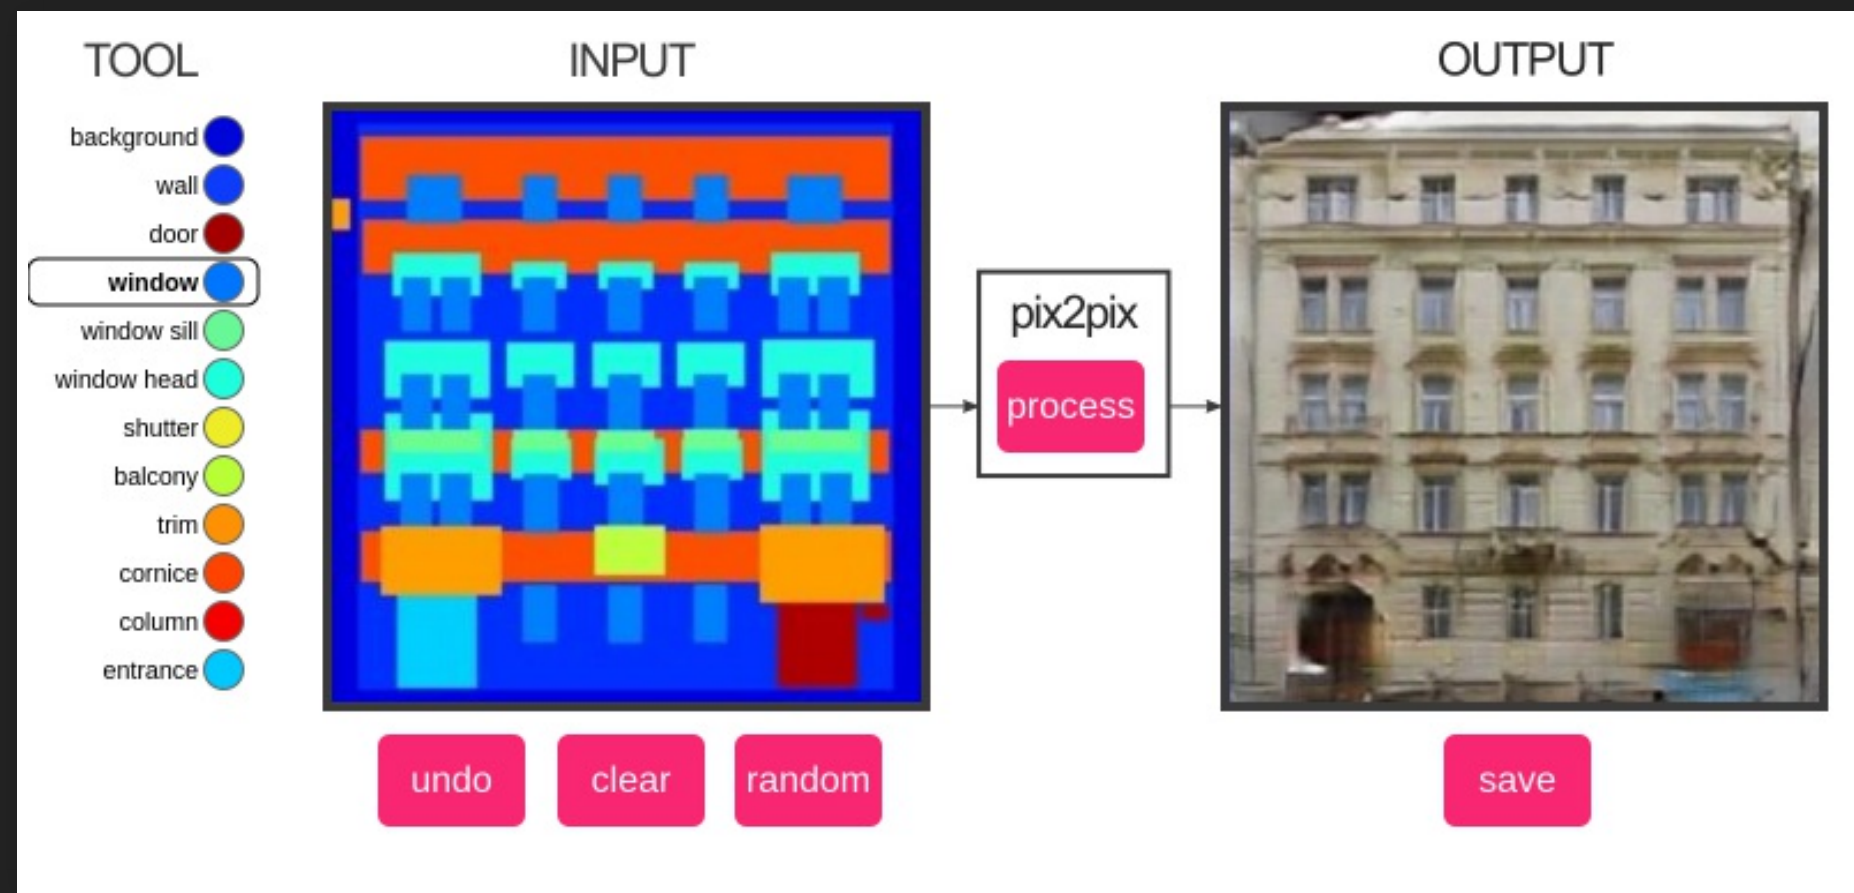 TOOL
background
wall
door
window
window sill
window head
shutter
balcony
trim
cornice
column
entrance
INPUT
undo
clear
random
pix2pix
process
OUTPUT
save